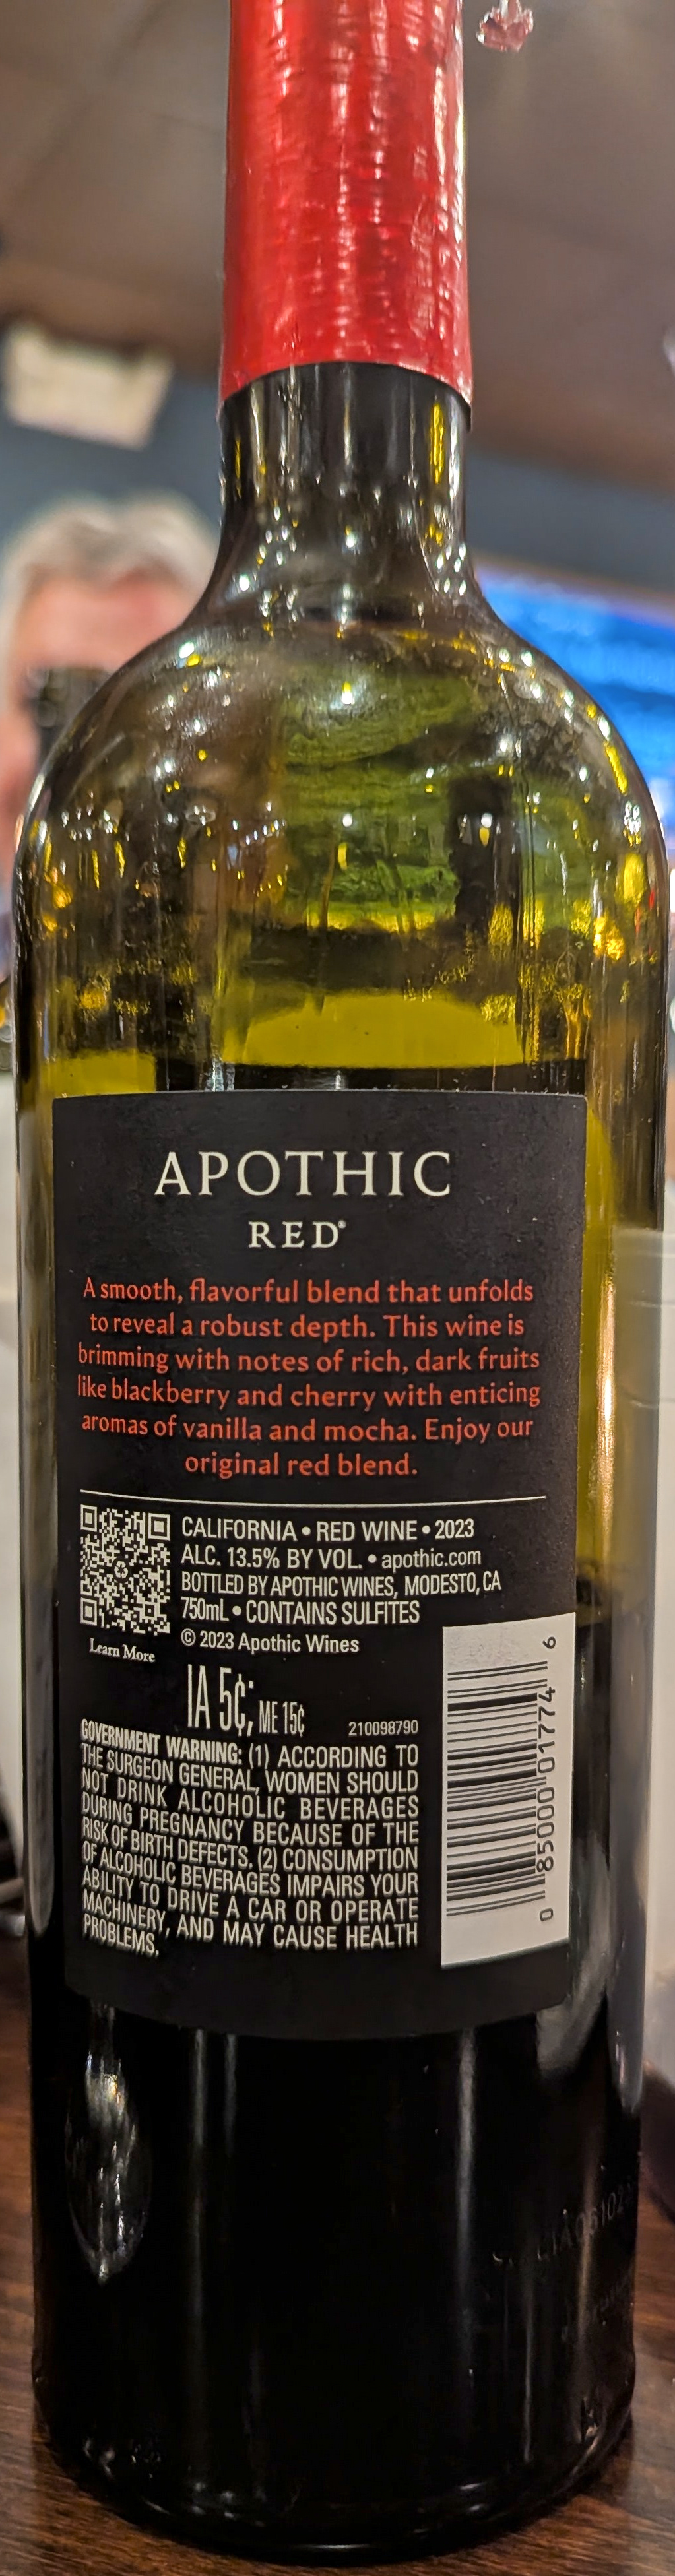 APOTHIC
RED®
A smooth, flavorful blend that unfolds
to reveal a robust depth. This wine is
brimming with notes of rich, dark fruits
like blackberry and cherry with enticing
aromas of vanilla and mocha. Enjoy our
original red blend.
CALIFORNIA • RED WINE • 2023
ALC. 13.5% BY VOL. • apothic.com
BOTTLED BY APOTHIC WINES, MODESTO, CA
750mL • CONTAINS SULFITES
© 2023 Apothic Wines
Learn More
IA 5¢; ME 15¢
210098790
GOVERNMENT WARNING: (1) ACCORDING TO
THE SURGEON GENERAL, WOMEN SHOULD
NOT DRINK ALCOHOLIC BEVERAGES
DURING PREGNANCY BECAUSE OF THE
RISK OF BIRTH DEFECTS. (2) CONSUMPTION
OF ALCOHOLIC BEVERAGES IMPAIRS YOUR
ABILITY TO DRIVE A CAR OR OPERATE
MACHINERY, AND MAY CAUSE HEALTH
PROBLEMS.
0 85000 01774 6